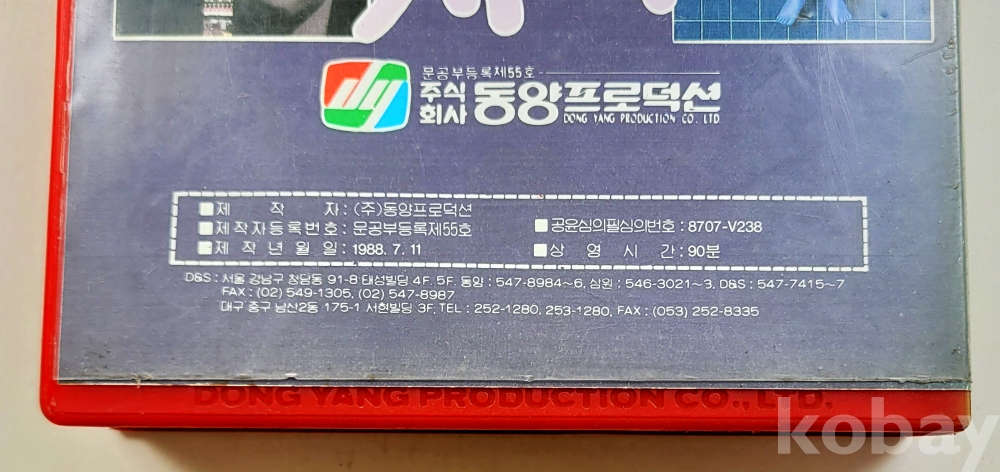 문공부등록제55호
주식회사 동양프로덕션
DONG YANG PRODUCTION CO. LTD
■제작자 : (주)동양프로덕션
■제작자등록번호 : 문공부등록제55호
■공윤심의필심의번호 : 8707-V238
■제작년월일 : 1988. 7. 11
■상영시간 : 90분
D&S : 서울 강남구 청담동 91-8 태성빌딩 4F. 5F. 동양 : 547-8984~6, 삼원 : 546-3021~3, D&S : 547-7415~7
FAX : (02) 549-1305, (02) 547-8987
대구 중구 남산2동 175-1 서현빌딩 3F, TEL : 252-1280, 253-1280, FAX : (053) 252-8335
DONG YANG PRODUCTION CO., LTD.
kobay